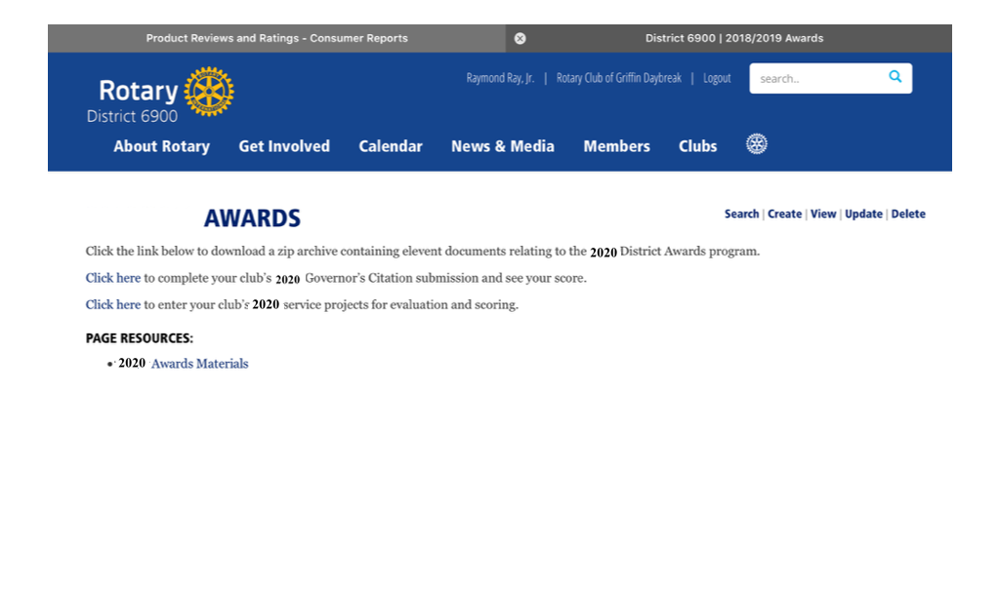 Product Reviews and Ratings - Consumer Reports
District 6900 | 2018/2019 Awards
Rotary
District 6900
Raymond Ray, Jr. | Rotary Club of Griffin Daybreak | Logout
search..
About Rotary Get Involved Calendar News & Media Members Clubs
AWARDS
Search | Create | View | Update | Delete
Click the link below to download a zip archive containing elevent documents relating to the 2020 District Awards program.
Click here to complete your club's 2020 Governor's Citation submission and see your score.
Click here to enter your club's 2020 service projects for evaluation and scoring.
PAGE RESOURCES:
• 2020 Awards Materials